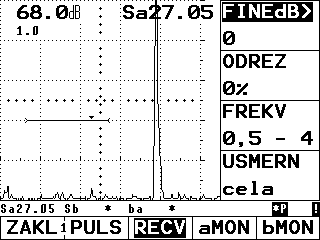 68.0dB Sa27.05
1.0
FINEdB>
0
ODREZ
0%
FREKV
0,5 - 4
USMERN
cela
Sa27.05 Sb * ba * *P !
ZAKL1 PULS RECV aMON bMON